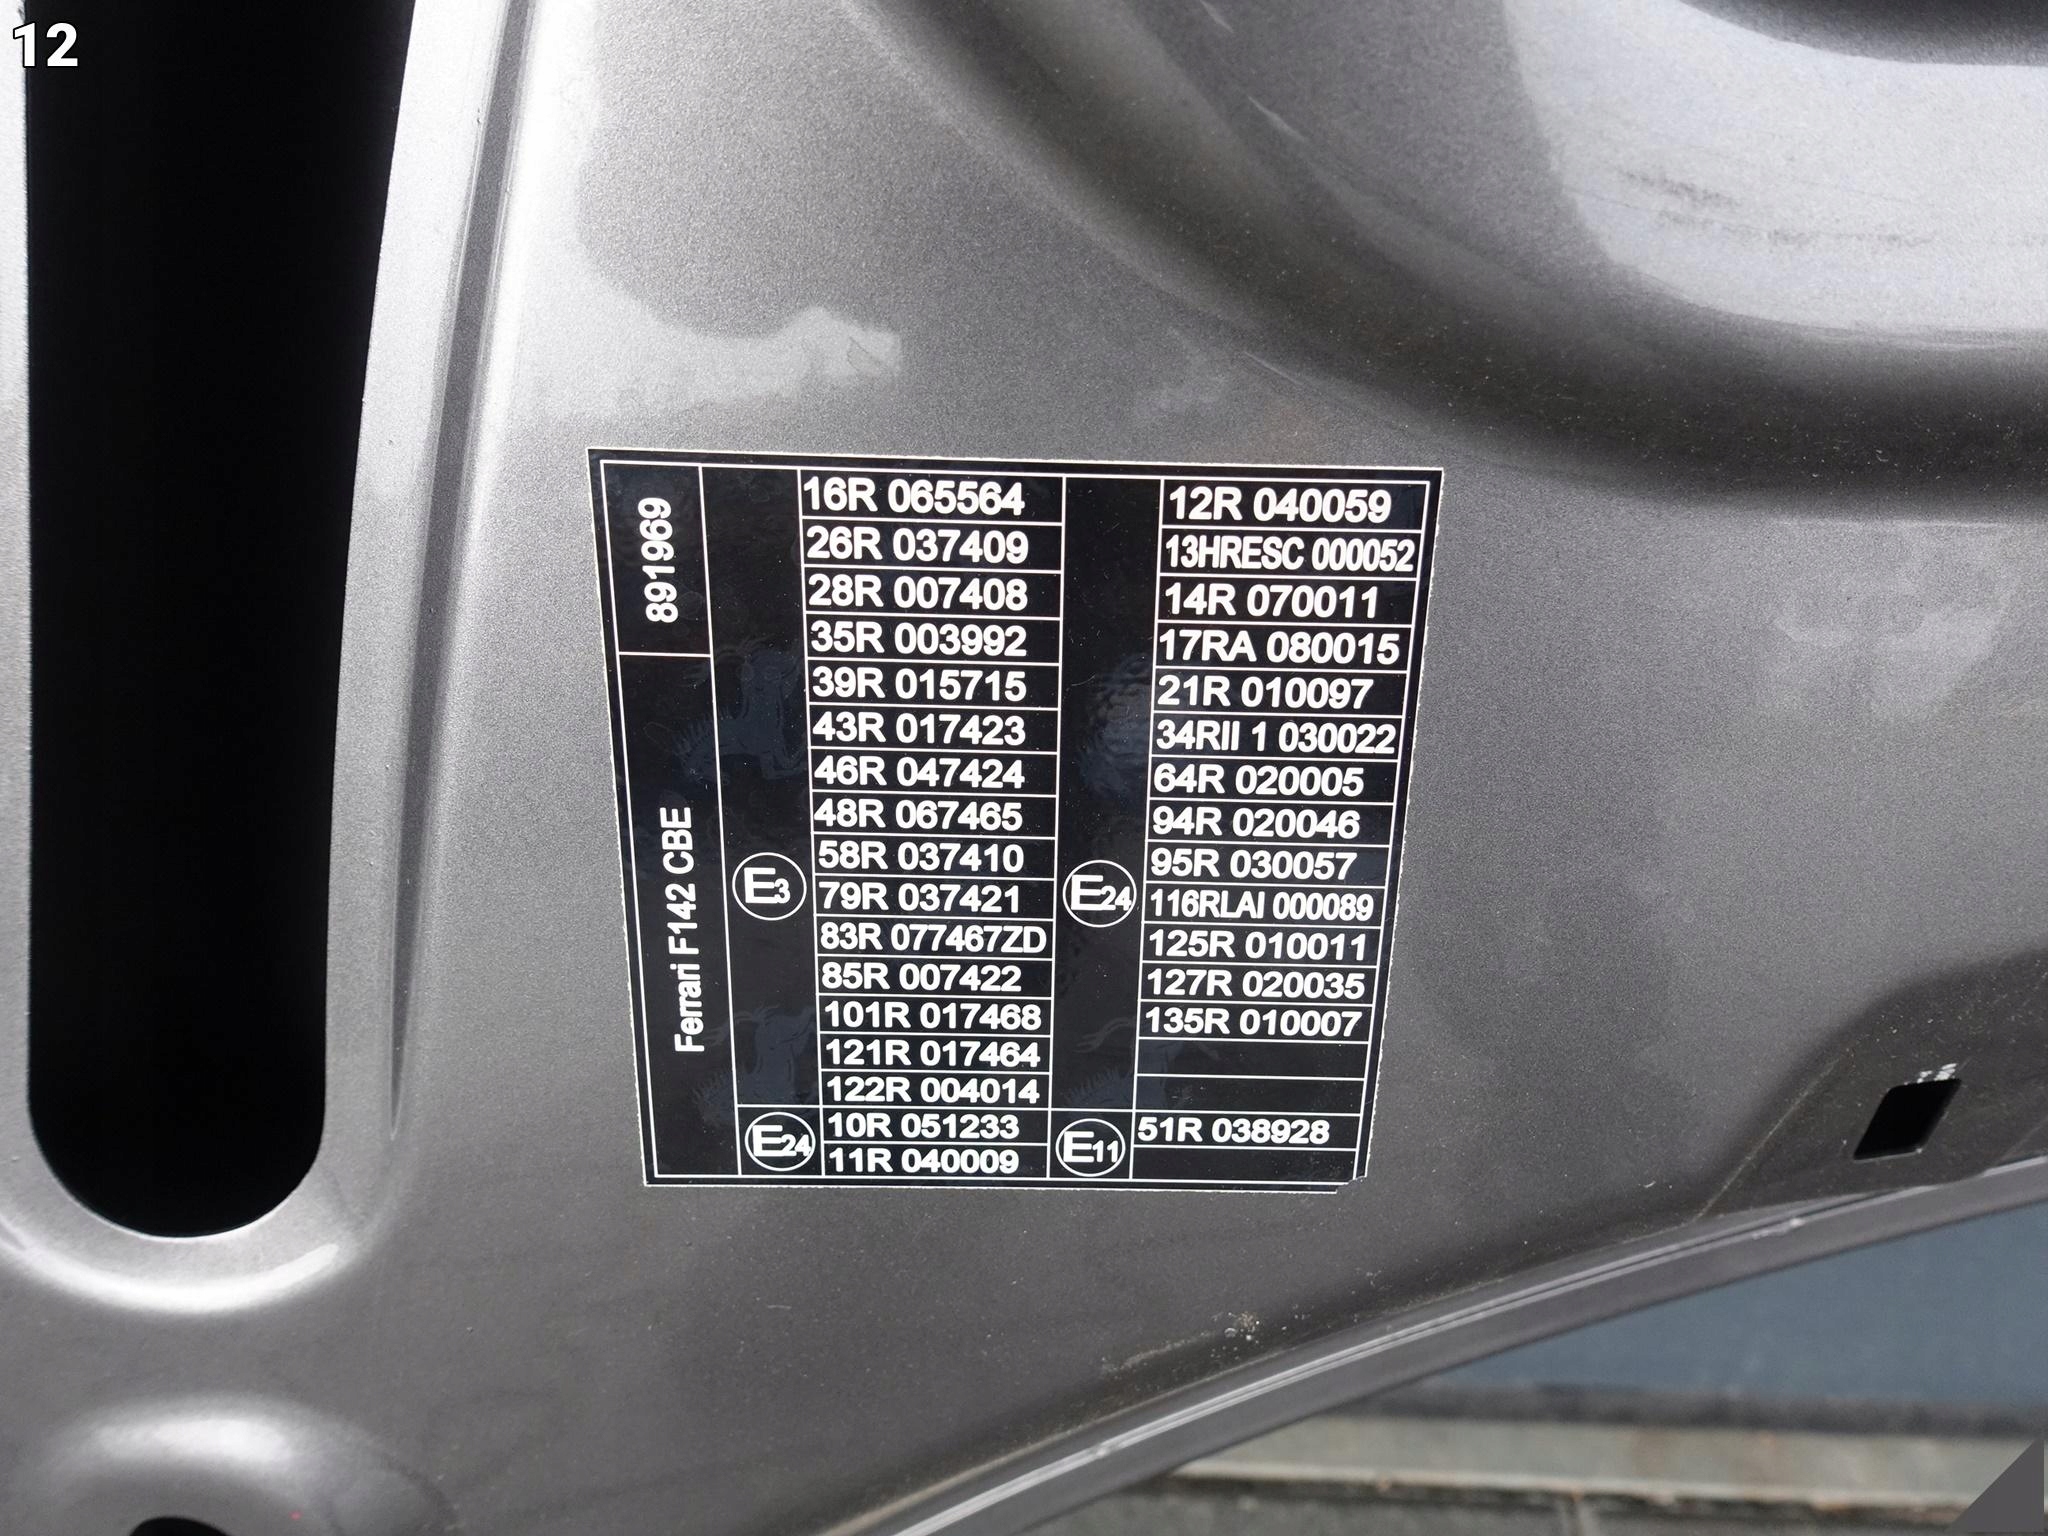 12
891969
Ferrari F142 CBE
E3
16R 065564
26R 037409
28R 007408
35R 003992
39R 015715
43R 017423
46R 047424
48R 067465
58R 037410
79R 037421
83R 077467ZD
85R 007422
101R 017468
121R 017464
122R 004014
E24
10R 051233
11R 040009
E24
12R 040059
13HRESC 000052
14R 070011
17RA 080015
21R 010097
34RII 1 030022
64R 020005
94R 020046
95R 030057
116RLAI 000089
125R 010011
127R 020035
135R 010007
E11
51R 038928